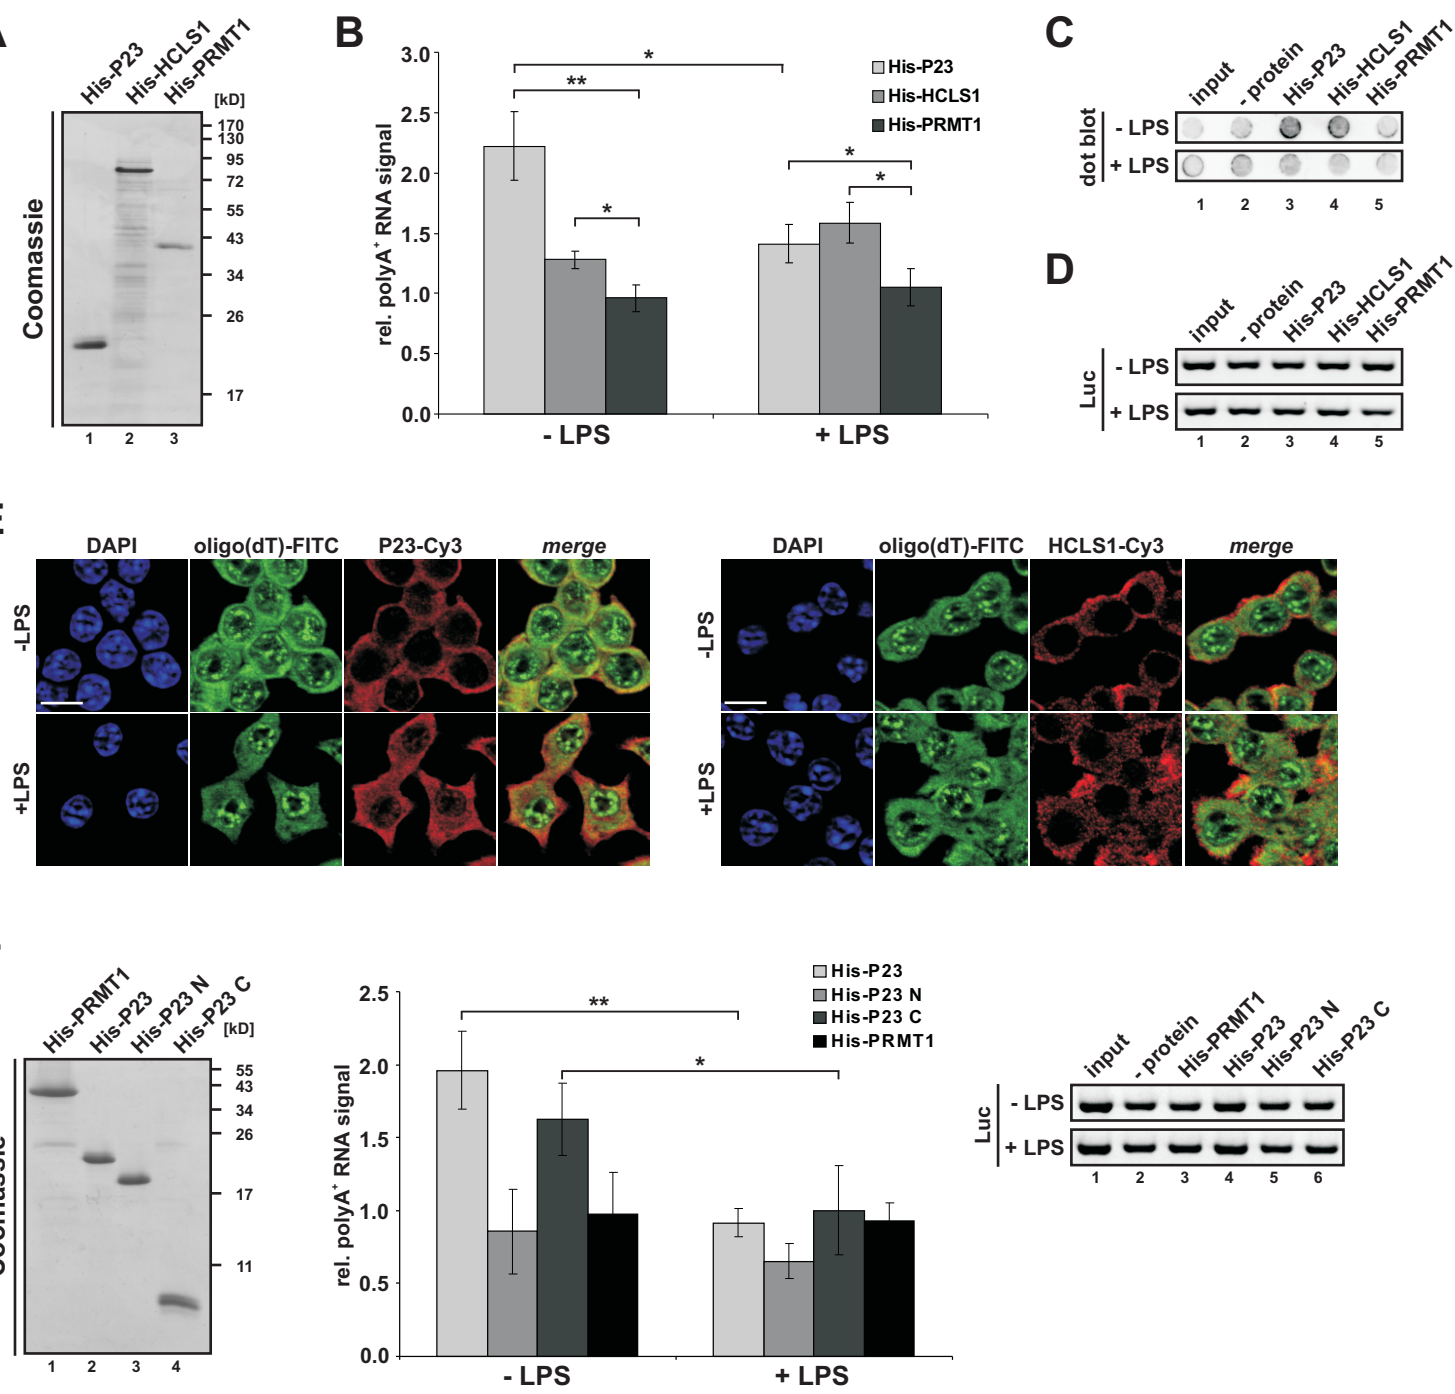 A
His-P23
His-HCLS1
His-PRMT1
[kD]
170
130
95
72
55
43
34
26
17
Coomassie
1 2 3
B
3.0
2.5
2.0
1.5
1.0
0.5
0.0
rel. polyA+ RNA signal
* ** *
* *
His-P23
His-HCLS1
His-PRMT1
- LPS + LPS
C
input
- protein
His-P23
His-HCLS1
His-PRMT1
dot blot
- LPS
+ LPS
1 2 3 4 5
D
input
- protein
His-P23
His-HCLS1
His-PRMT1
Luc
- LPS
+ LPS
1 2 3 4 5
E
DAPI oligo(dT)-FITC P23-Cy3 merge
-LPS
+LPS
DAPI oligo(dT)-FITC HCLS1-Cy3 merge
-LPS
+LPS
His-PRMT1
His-P23
His-P23 N
His-P23 C
[kD]
55
43
34
26
17
11
Coomassie
1 2 3 4
2.5
2.0
1.5
1.0
0.5
0.0
rel. polyA+ RNA signal
**
*
His-P23
His-P23 N
His-P23 C
His-PRMT1
- LPS + LPS
input
- protein
His-PRMT1
His-P23
His-P23 N
His-P23 C
Luc
- LPS
+ LPS
1 2 3 4 5 6